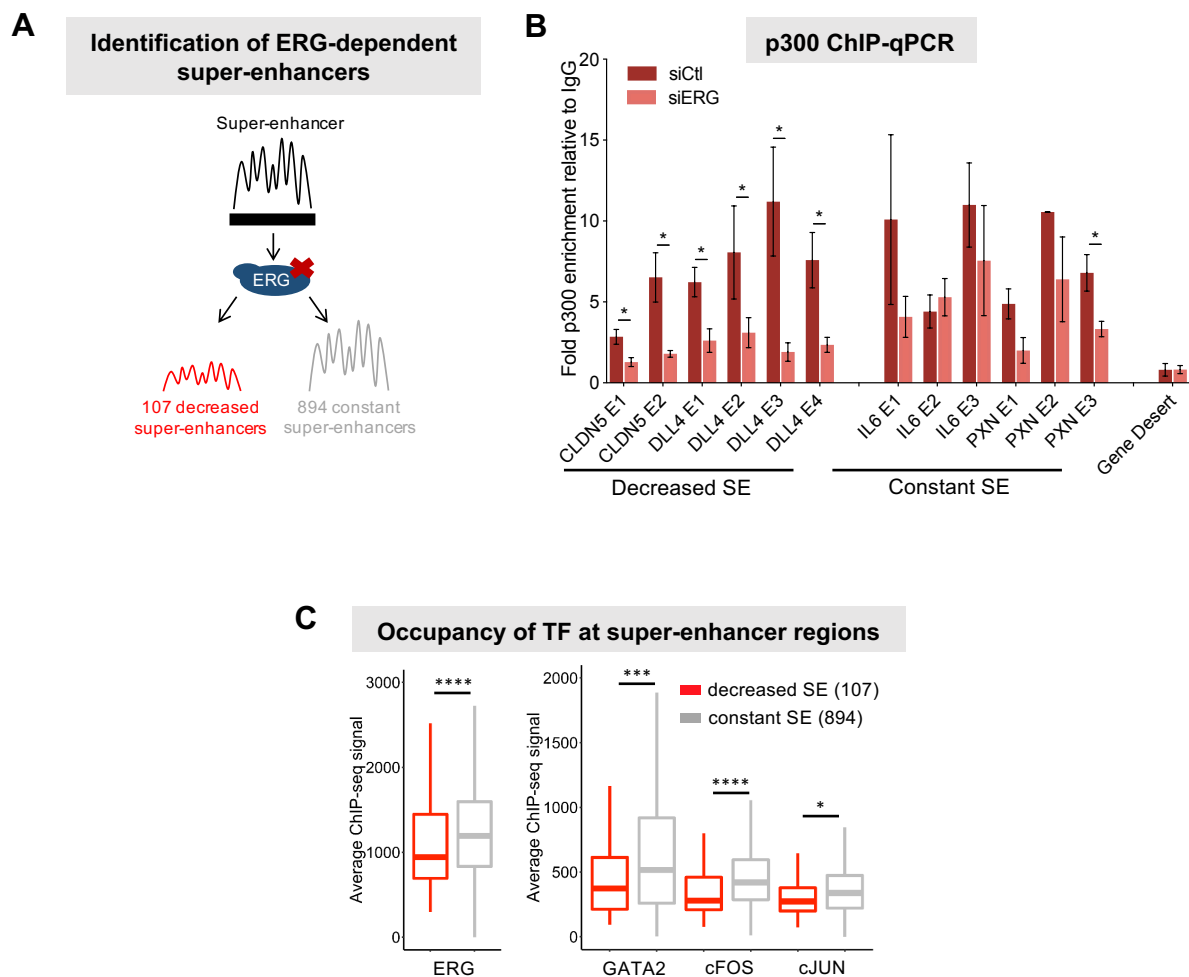 A
Identification of ERG-dependent
super-enhancers
Super-enhancer
ERG
107 decreased
super-enhancers
894 constant
super-enhancers
B
p300 ChIP-qPCR
Fold p300 enrichment relative to IgG
20
15
10
5
0
siCtl
siERG
*
*
*
*
*
*
*
CLDN5 E1
CLDN5 E2
DLL4 E1
DLL4 E2
DLL4 E3
DLL4 E4
IL6 E1
IL6 E2
IL6 E3
PXN E1
PXN E2
PXN E3
Gene Desert
Decreased SE
Constant SE
C
Occupancy of TF at super-enhancer regions
Average ChIP-seq signal
3000
2000
1000
0
****
ERG
Average ChIP-seq signal
2000
1500
1000
500
0
***
****
*
decreased SE (107)
constant SE (894)
GATA2
cFOS
cJUN